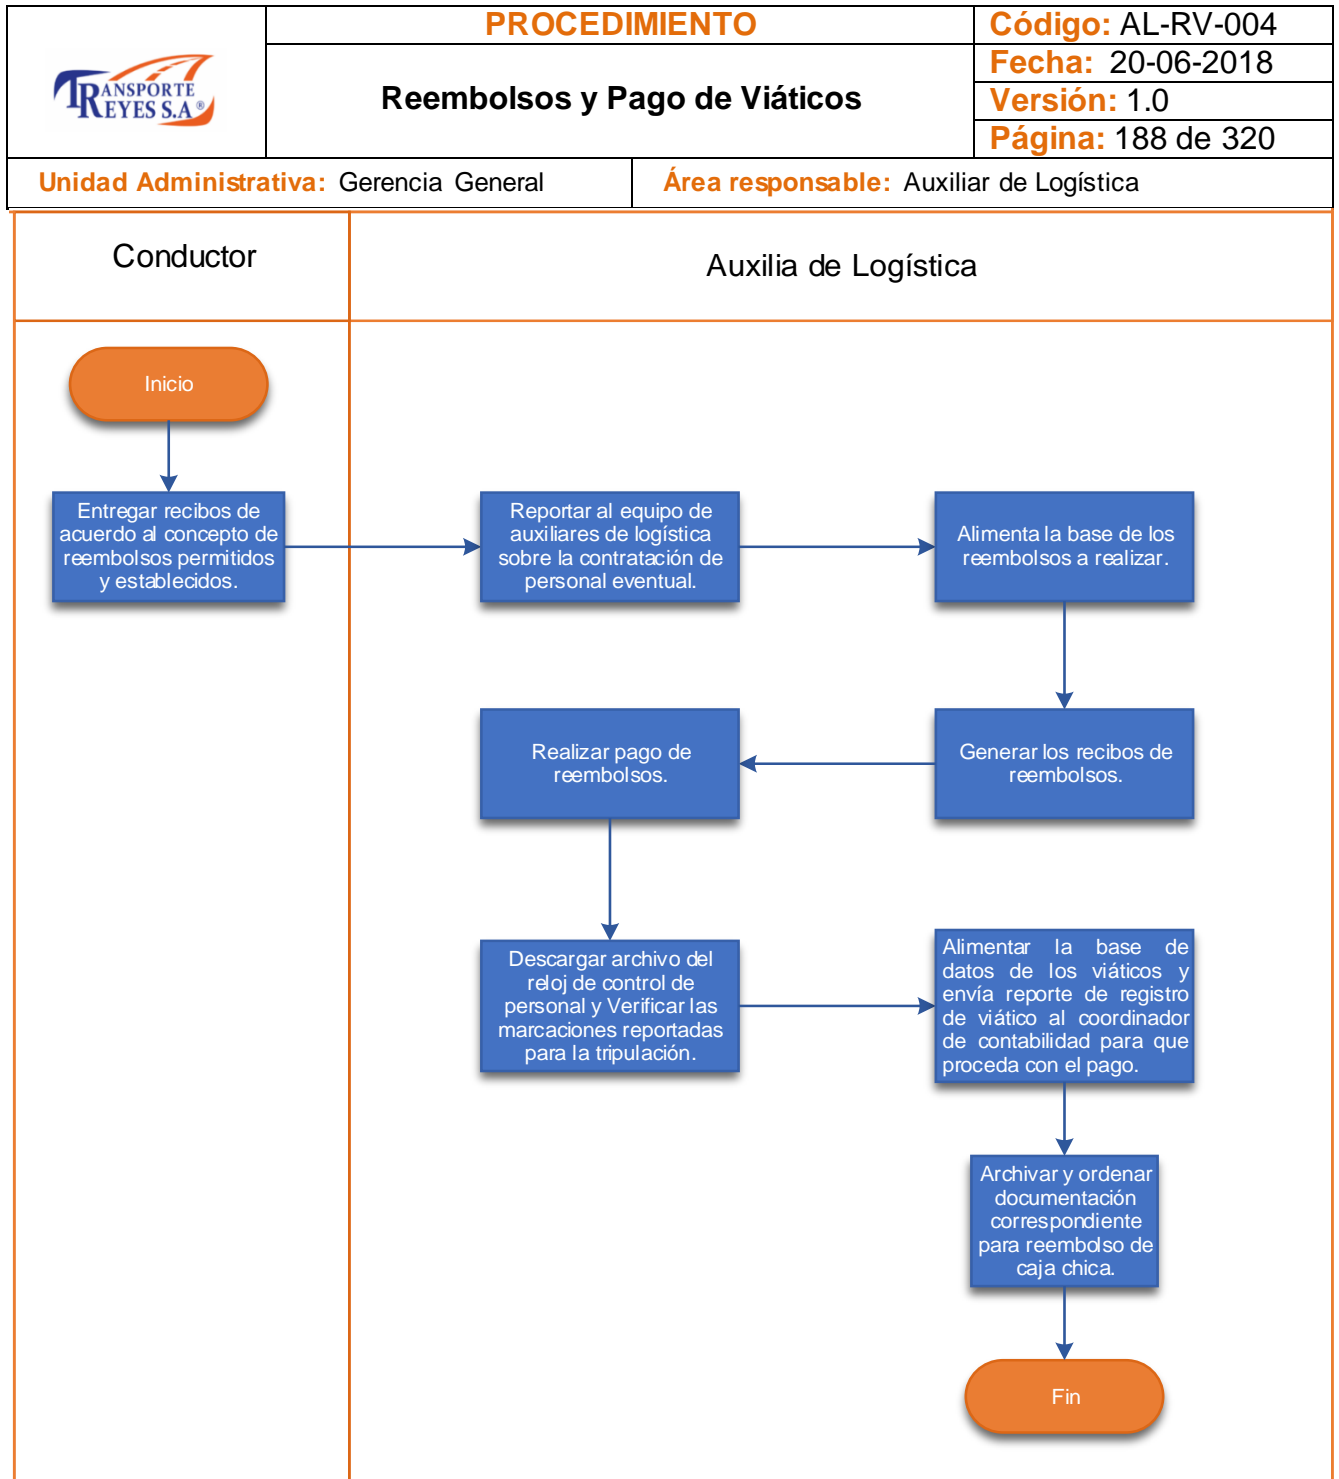 TRANSPORTE
REYES S.A ®
PROCEDIMIENTO
Reembolsos y Pago de Viáticos
Código: AL-RV-004
Fecha: 20-06-2018
Versión: 1.0
Página: 188 de 320
Unidad Administrativa: Gerencia General
Área responsable: Auxiliar de Logística
Conductor
Auxilia de Logística
Inicio
Entregar recibos de
acuerdo al concepto de
reembolsos permitidos
y establecidos.
Reportar al equipo de
auxiliares de logística
sobre la contratación de
personal eventual.
Alimenta la base de los
reembolsos a realizar.
Generar los recibos de
reembolsos.
Realizar pago de
reembolsos.
Descargar archivo del
reloj de control de
personal y Verificar las
marcaciones reportadas
para la tripulación.
Alimentar la base de
datos de los viáticos y
envía reporte de registro
de viático al coordinador
de contabilidad para que
proceda con el pago.
Archivar y ordenar
documentación
correspondiente
para reembolso de
caja chica.
Fin